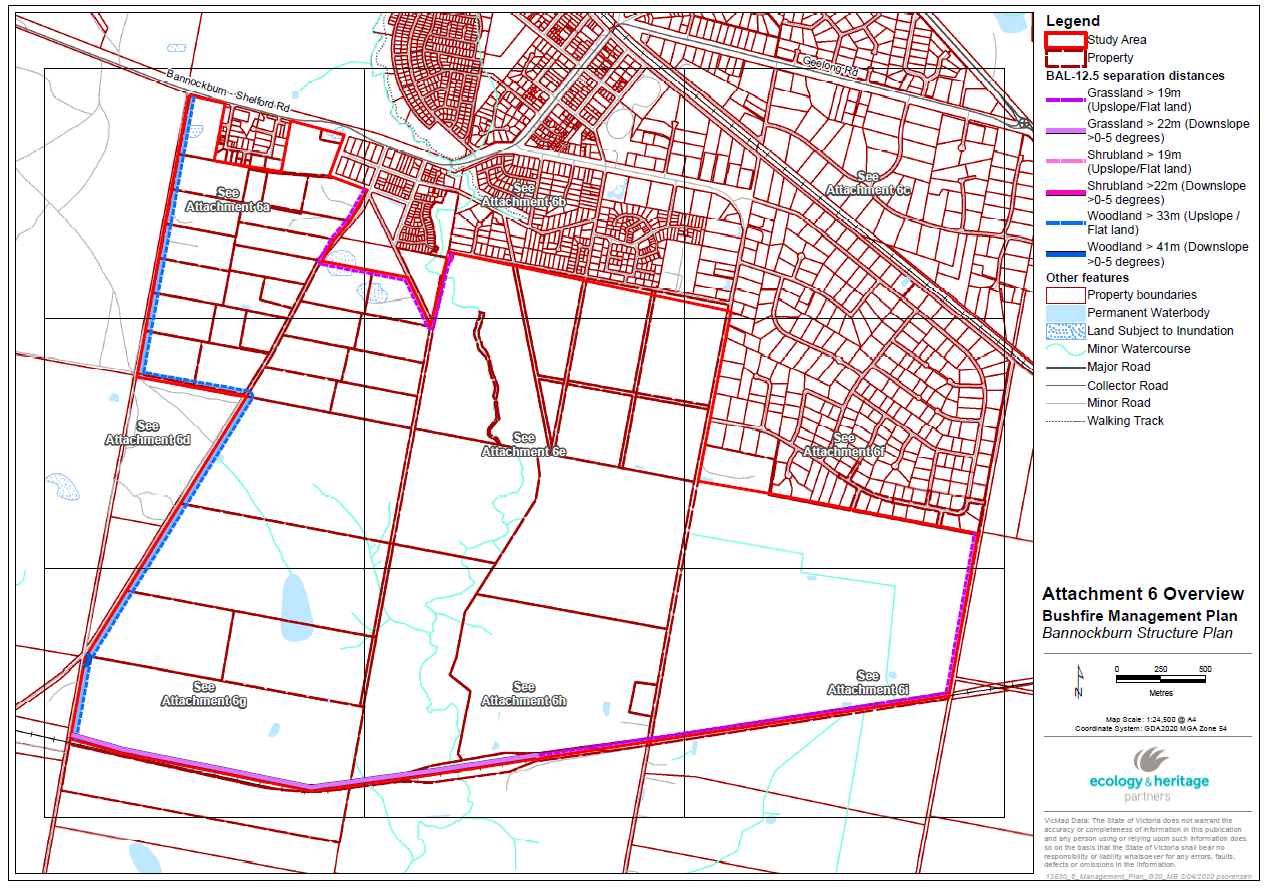 Bannockburn - Shelford Rd
Geelong Rd
See
Attachment 6a
See
Attachment 6b
See
Attachment 6c
See
Attachment 6d
See
Attachment 6e
See
Attachment 6f
See
Attachment 6g
See
Attachment 6h
See
Attachment 6i
Legend
Study Area
Property
BAL-12.5 separation distances
Grassland > 19m
(Upslope/Flat land)
Grassland > 22m (Downslope
>0-5 degrees)
Shrubland > 19m
(Upslope/Flat land)
Shrubland >22m (Downslope
>0-5 degrees)
Woodland > 33m (Upslope /
Flat land)
Woodland > 41m (Downslope
>0-5 degrees)
Other features
Property boundaries
Permanent Waterbody
Land Subject to Inundation
Minor Watercourse
Major Road
Collector Road
Minor Road
Walking Track
Attachment 6 Overview
Bushfire Management Plan
Bannockburn Structure Plan
N
0 250 500
Metres
Map Scale: 1:24,500 @ A4
Coordinate System: GDA2020 MGA Zone 54
ecology & heritage
partners
VicMap Data: The State of Victoria does not warrant the
accuracy or completeness of information in this publication
and any person using or relying upon such information does
so on the basis that the State of Victoria shall bear no
responsibility or liability whatsoever for any errors, faults,
defects or omissions in the information.
13630_6_Management_Plan_G20_MB 2/04/2020 psorensen